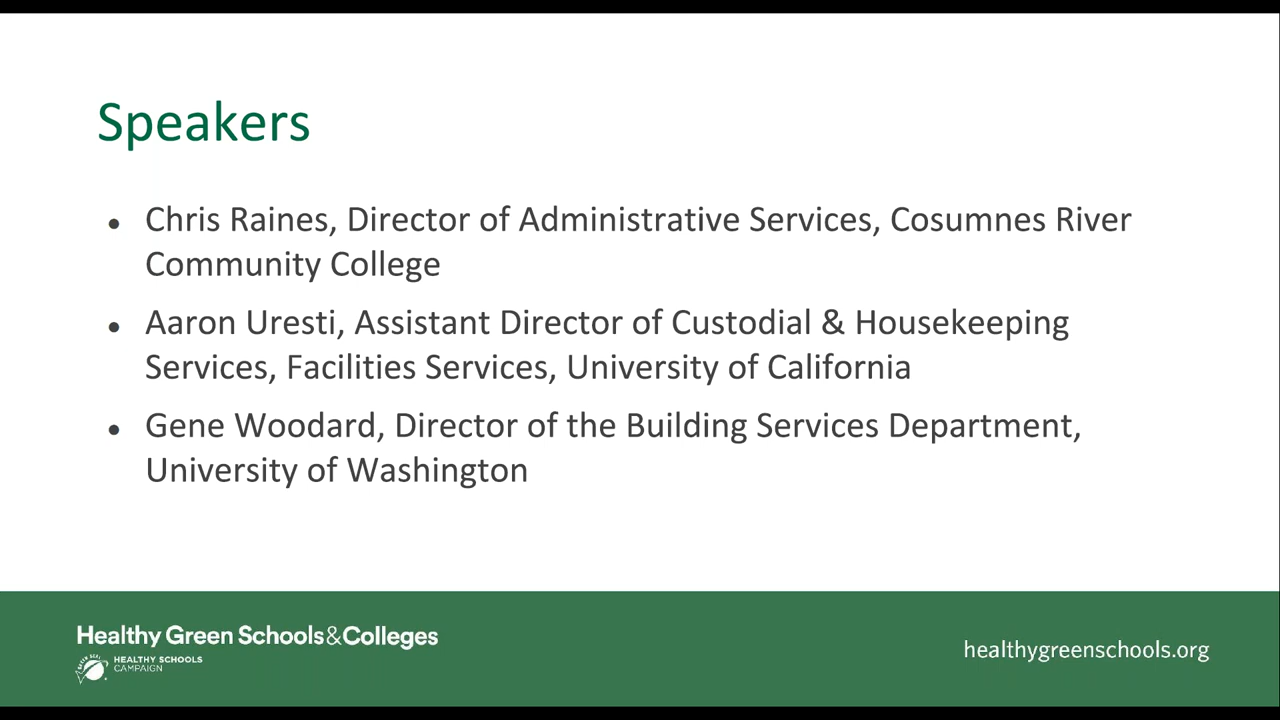 Speakers
• Chris Raines, Director of Administrative Services, Cosumnes River
Community College
• Aaron Uresti, Assistant Director of Custodial & Housekeeping
Services, Facilities Services, University of California
• Gene Woodard, Director of the Building Services Department,
University of Washington
Healthy Green Schools&Colleges
GREEN SEAL
HEALTHY SCHOOLS
CAMPAIGN
healthygreenschools.org